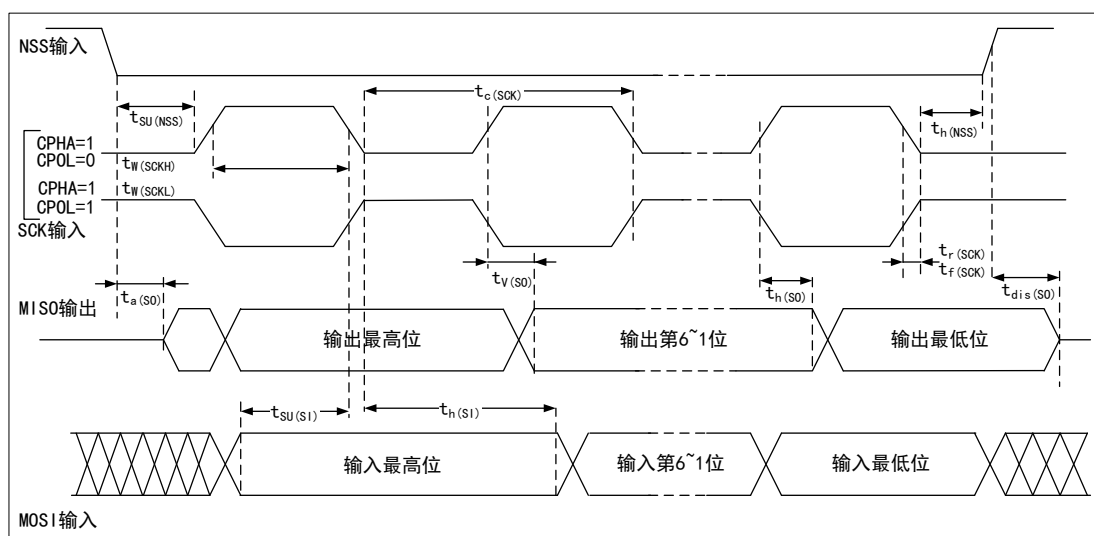 NSS输入
tc(SCK)
tSU(NSS)
th(NSS)
CPHA=1
CPOL=0
tW(SCKH)
CPHA=1
tW(SCKL)
CPOL=1
SCK输入
tr(SCK)
ta(SO)
tV(SO)
th(SO)
tf(SCK)
tdis(SO)
MISO输出
输出最高位
输出第6~1位
输出最低位
tSU(SI)
th(SI)
输入最高位
输入第6~1位
输入最低位
MOSI输入